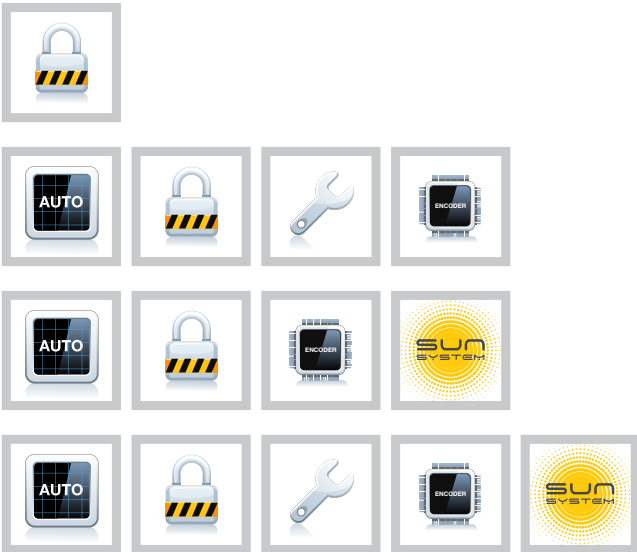 AUTO
ENCODER
AUTO
ENCODER
SUN
SYSTEM
AUTO
ENCODER
SUN
SYSTEM